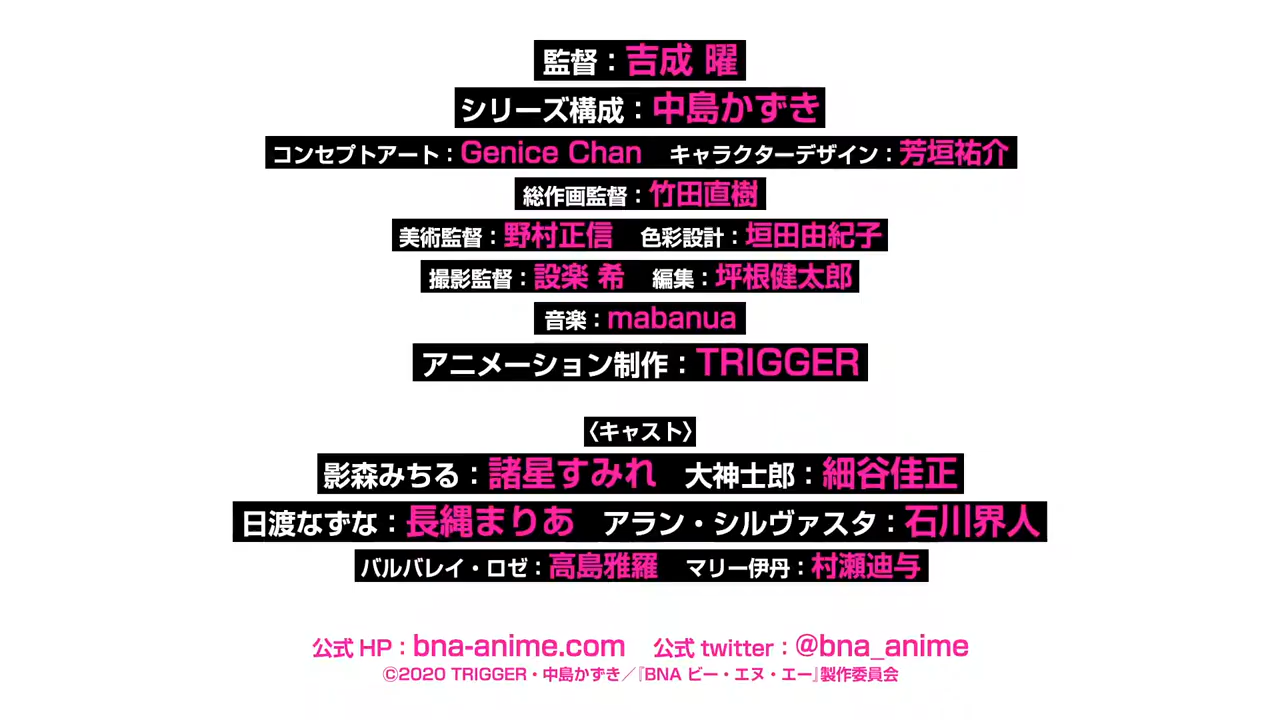 監督：吉成 曜
シリーズ構成：中島かずき
コンセプトアート：Genice Chan　キャラクターデザイン：芳垣祐介
総作画監督：竹田直樹
美術監督：野村正信　色彩設計：垣田由紀子
撮影監督：設楽 希　編集：坪根健太郎
音楽：mabanua
アニメーション制作：TRIGGER
〈キャスト〉
影森みちる：諸星すみれ　大神士郎：細谷佳正
日渡なずな：長縄まりあ　アラン・シルヴァスタ：石川界人
バルバレイ・ロゼ：高島雅羅　マリー伊丹：村瀬迪与
公式 HP：bna-anime.com　公式 twitter：@bna_anime
©2020 TRIGGER・中島かずき／『BNA ビー・エヌ・エー』製作委員会